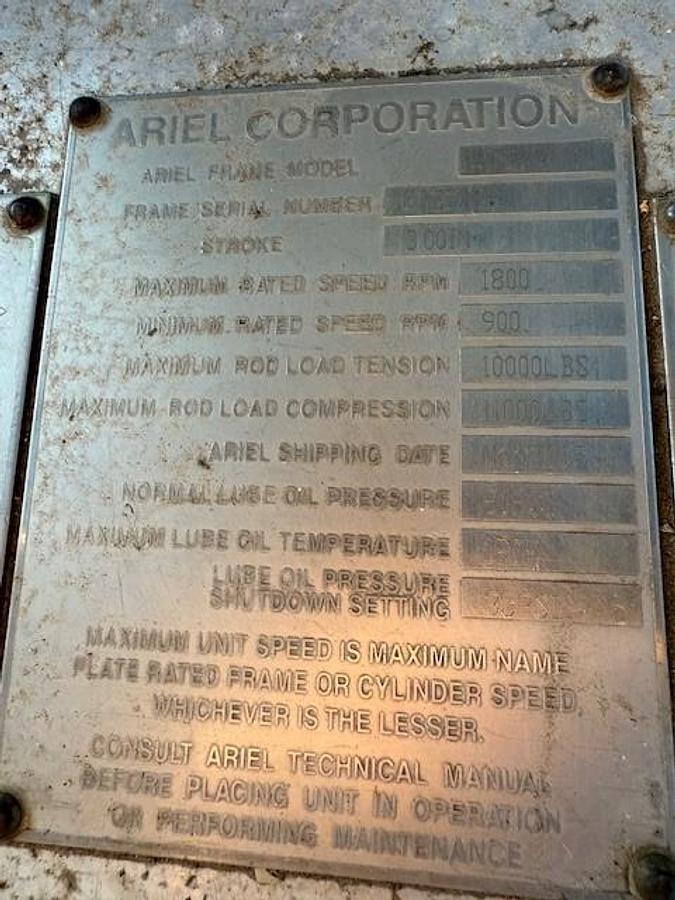 ARIEL CORPORATION
ARIEL FRAME MODEL
FRAME SERIAL NUMBER
STROKE 3.00IN
MAXIMUM RATED SPEED RPM 1800
MINIMUM RATED SPEED RPM 900
MAXIMUM ROD LOAD TENSION 10000LBS
MAXIMUM ROD LOAD COMPRESSION
ARIEL SHIPPING DATE
NORMAL LUBE OIL PRESSURE
MAXIMUM LUBE OIL TEMPERATURE
LUBE OIL PRESSURE
SHUTDOWN SETTING
MAXIMUM UNIT SPEED IS MAXIMUM NAME
PLATE RATED FRAME OR CYLINDER SPEED
WHICHEVER IS THE LESSER.
CONSULT ARIEL TECHNICAL MANUAL
BEFORE PLACING UNIT IN OPERATION
OR PERFORMING MAINTENANCE